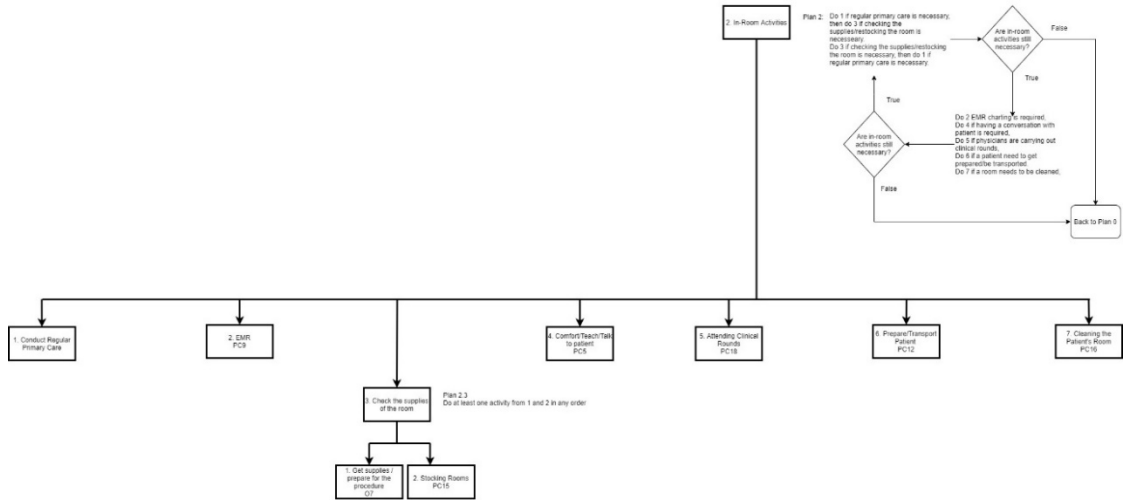 2. In-Room Activities
Plan 2:
Do 1 if regular primary care is necessary,
then do 3 if checking the
supplies/restocking the room is
necesseary.
Do 3 if checking the supplies/restocking
the room is necessary, then do 1 if
regular primary care is necessary.
Are in-room
activities still
necessary?
False
True
Do 2 EMR charting is required,
Do 4 if having a conversation with
patient is required,
Do 5 if physicians are carrying out
clinical rounds,
Do 6 if a patient need to get
prepared/be transported
Do 7 if a room needs to be cleaned,
True
Are in-room
activities still
necessary?
False
Back to Plan 0
1. Conduct Regular
Primary Care
2. EMR
PC9
4. Comfort/Teach/Talk
to patient
PC5
5. Attending Clinical
Rounds
PC18
6. Prepare/Transport
Patient
PC12
7. Cleaning the
Patient's Room
PC16
3. Check the supplies
of the room
Plan 2.3
Do at least one activity from 1 and 2 in any order
1. Get supplies /
prepare for the
procedure
O7
2. Stocking Rooms
PC15